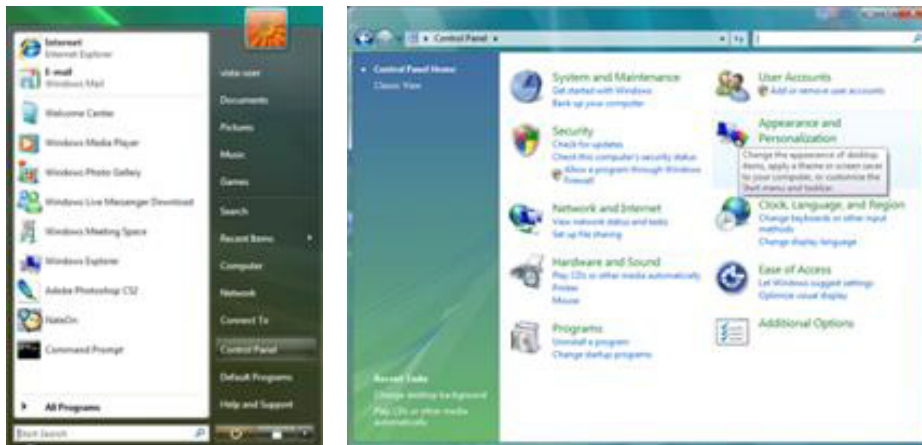 Internet
Internet Explorer
E-mail
Windows Mail
Welcome Center
Windows Media Player
Windows Photo Gallery
Windows Live Messenger Download
Windows Meeting Space
Windows Explorer
Adobe Photoshop CS2
NateOn
Command Prompt
All Programs
Start Search
vista user
Documents
Pictures
Music
Games
Search
Recent Items
Computer
Network
Connect To
Control Panel
Default Programs
Help and Support
Control Panel
Control Panel Home
Classic View
System and Maintenance
Get started with Windows
Back up your computer
Security
Check for updates
Check this computer's security status
Allow a program through Windows
Firewall
Network and Internet
View network status and tasks
Set up file sharing
Hardware and Sound
Play CDs or other media automatically
Printer
Mouse
Programs
Uninstall a program
Change startup programs
User Accounts
Add or remove user accounts
Appearance and
Personalization
Change the appearance of desktop
items, apply a theme or screen saver
to your computer, or customize the
Start menu and taskbar.
Clock, Language, and Region
Change keyboards or other input
methods
Change display language
Ease of Access
Let Windows suggest settings
Optimize visual display
Additional Options
Recent Tasks
Change desktop background
Play CDs or other media
automatically